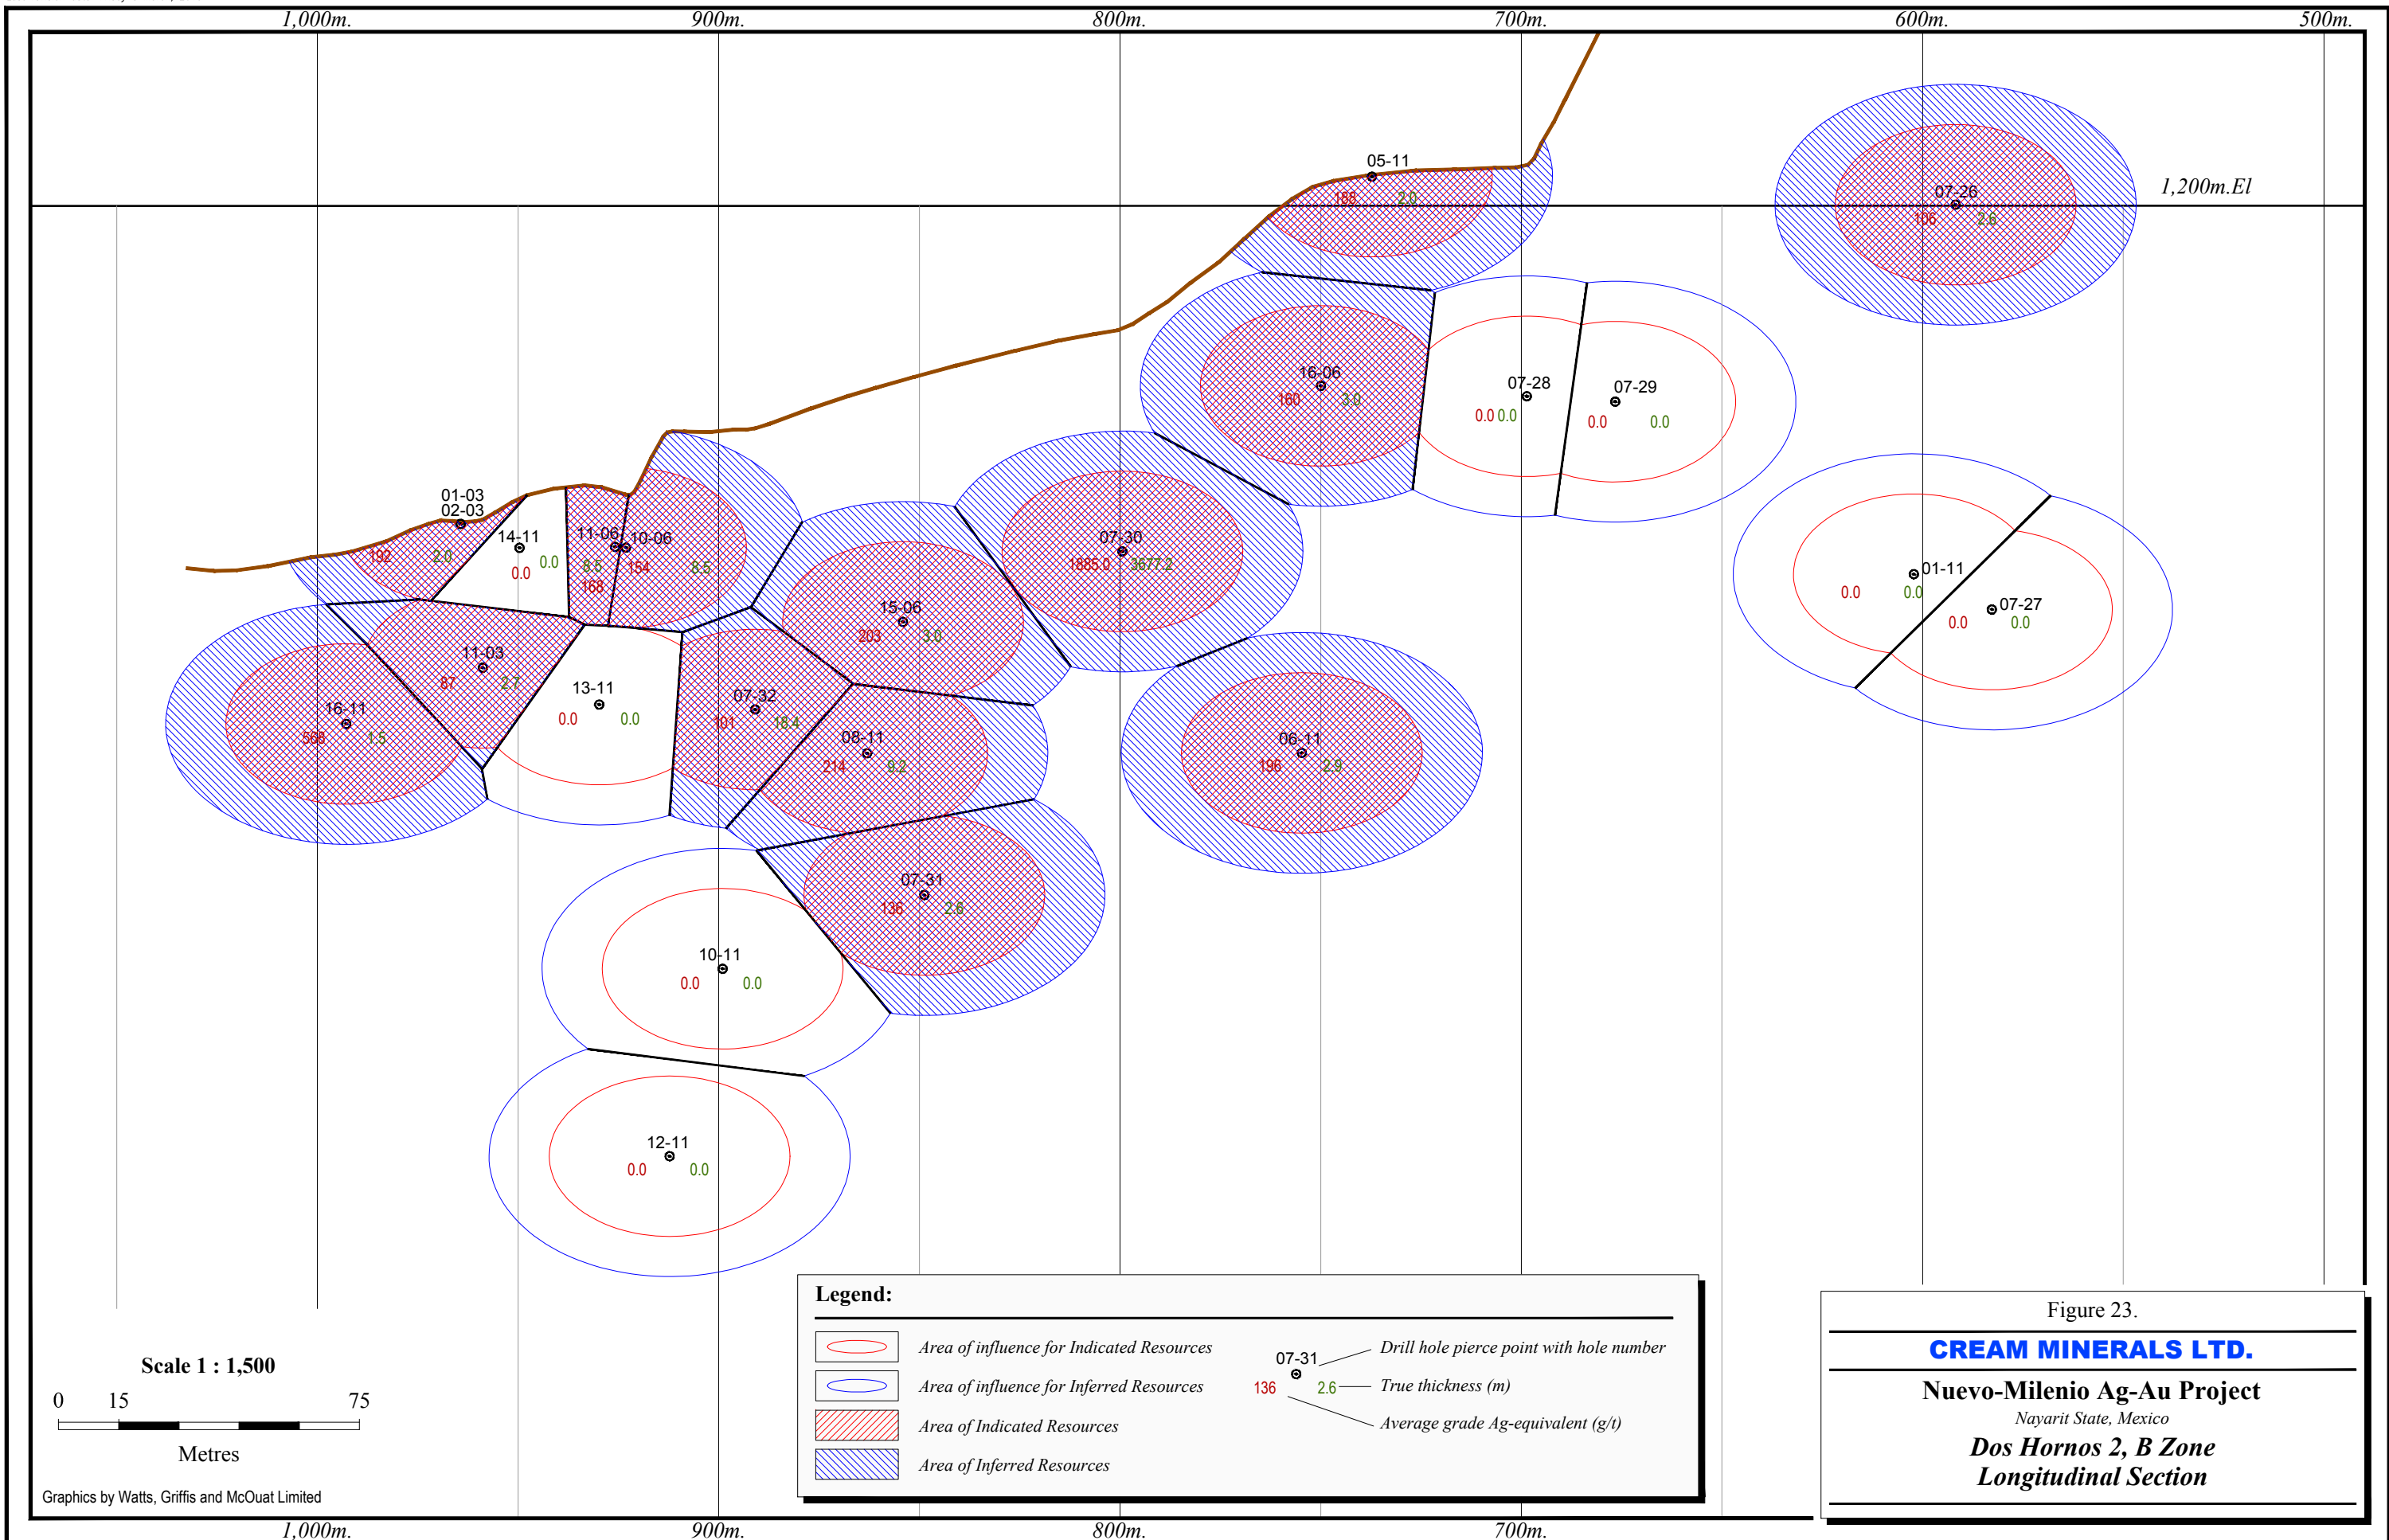 1,000m.
900m.
800m.
700m.
600m.
500m.
05-11
188
2.0
1,200m.El
07-26
106
2.6
16-06
160
3.0
07-28
0.0
0.0
07-29
0.0
0.0
01-03
02-03
192
2.0
14-11
0.0
0.0
11-06
8.5
168
10-06
154
8.5
07-30
1885.0
3677.2
01-11
0.0
0.0
07-27
0.0
0.0
15-06
203
3.0
11-03
87
2.7
16-11
568
1.5
13-11
0.0
0.0
07-32
101
18.4
08-11
214
9.2
06-11
196
2.9
07-31
136
2.6
10-11
0.0
0.0
12-11
0.0
0.0
Scale 1 : 1,500
0
15
75
Metres
Graphics by Watts, Griffis and McOuat Limited
Legend:
Area of influence for Indicated Resources
Area of influence for Inferred Resources
Area of Indicated Resources
Area of Inferred Resources
07-31
136
2.6
Drill hole pierce point with hole number
True thickness (m)
Average grade Ag-equivalent (g/t)
Figure 23.
CREAM MINERALS LTD.
Nuevo-Milenio Ag-Au Project
Nayarit State, Mexico
Dos Hornos 2, B Zone
Longitudinal Section
1,000m.
900m.
800m.
700m.